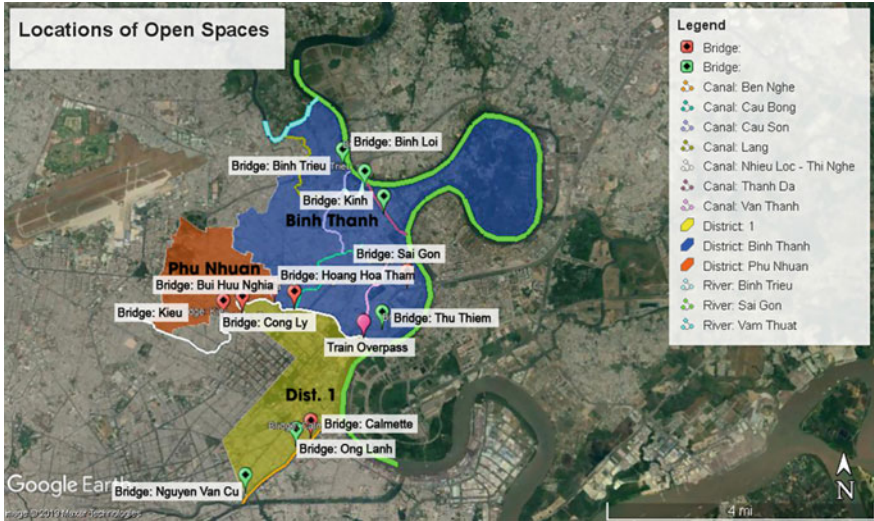 Locations of Open Spaces
Legend
Bridge:
Bridge:
Canal: Ben Nghe
Canal: Cau Bong
Canal: Cau Son
Canal: Lang
Canal: Nhieu Loc - Thi Nghe
Canal: Thanh Da
Canal: Van Thanh
District: 1
District: Binh Thanh
District: Phu Nhuan
River: Binh Trieu
River: Sai Gon
River: Vam Thuat
Bridge: Binh Loi
Bridge: Binh Trieu
Bridge: Kinh
Binh Thanh
Bridge: Sai Gon
Phu Nhuan
Bridge: Hoang Hoa Tham
Bridge: Bui Huu Nghia
Bridge: Kieu
Bridge: Cong Ly
Bridge: Thu Thiem
Train Overpass
Dist. 1
Bridge: Calmette
Bridge: Ong Lanh
Bridge: Nguyen Van Cu
Google Earth
Image © 2019 Maxar Technologies
N
4 mi